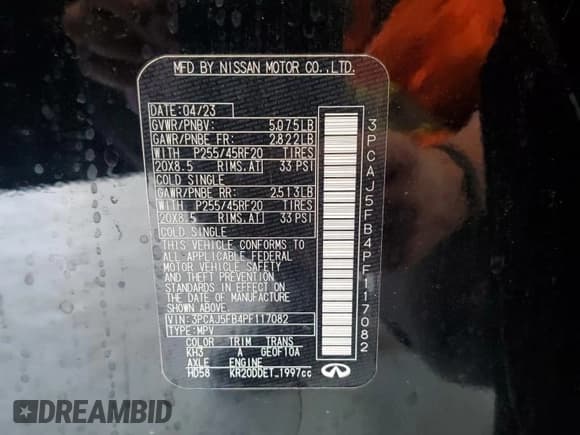 MFD BY NISSAN MOTOR CO.,LTD.
DATE: 04/23
GVWR/PNBV: 5,075LB
GAWR/PNBE FR: 2,822LB
WITH P255/45RF20 TIRES
20X8.5 RIMS.AT 33 PSI
COLD SINGLE
GAWR/PNBE RR: 2,513LB
WITH P255/45RF20 TIRES
20X8.5 RIMS.AT 33 PSI
COLD SINGLE
THIS VEHICLE CONFORMS TO
ALL APPLICABLE FEDERAL
MOTOR VEHICLE SAFETY
AND THEFT PREVENTION
STANDARDS IN EFFECT ON
THE DATE OF MANUFACTURE
SHOWN ABOVE.
VIN: 3PCAJ5FB4PF117082
TYPE: MPV
COLOR TRIM TRANS
KH3 A GE0F10A
AXLE ENGINE
HD58 KR20DDET_1997cc
3PCAJ5FB4PF117082
DREAMBID